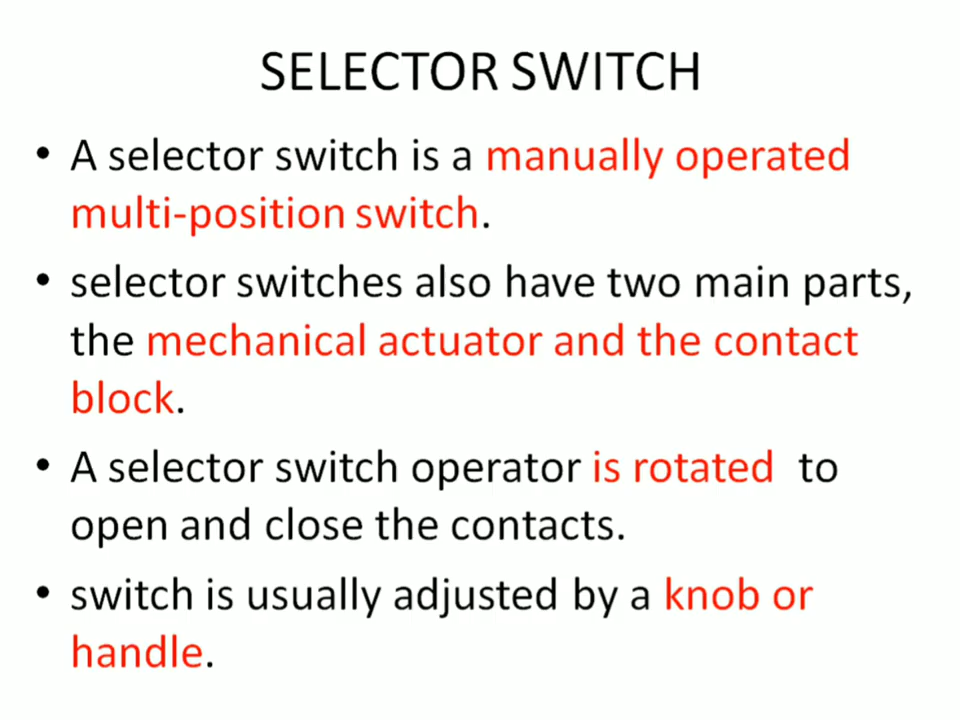 SELECTOR SWITCH
• A selector switch is a manually operated
multi-position switch.
• selector switches also have two main parts,
the mechanical actuator and the contact
block.
• A selector switch operator is rotated  to
open and close the contacts.
• switch is usually adjusted by a knob or
handle.